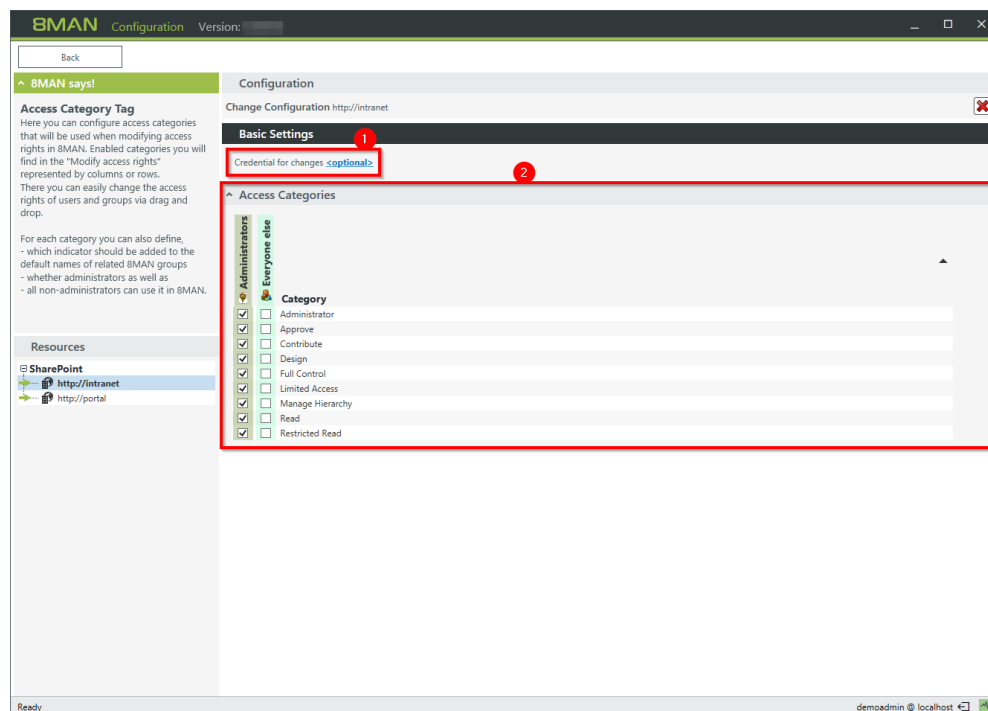 8MAN Configuration Version:
Back
8MAN says!
Access Category Tag
Here you can configure access categories
that will be used when modifying access
rights in 8MAN. Enabled categories you will
find in the "Modify access rights"
represented by columns or rows.
There you can easily change the access
rights of users and groups via drag and
drop.
For each category you can also define,
- which indicator should be added to the
default names of related 8MAN groups
- whether administrators as well as
- all non-administrators can use it in 8MAN.
Resources
SharePoint
http://intranet
http://portal
Configuration
Change Configuration http://intranet
Basic Settings
1
Credential for changes <optional>
2
Access Categories
Administrators
Everyone else
Category
Administrator
Approve
Contribute
Design
Full Control
Limited Access
Manage Hierarchy
Read
Restricted Read
Ready
demoadmin @ localhost